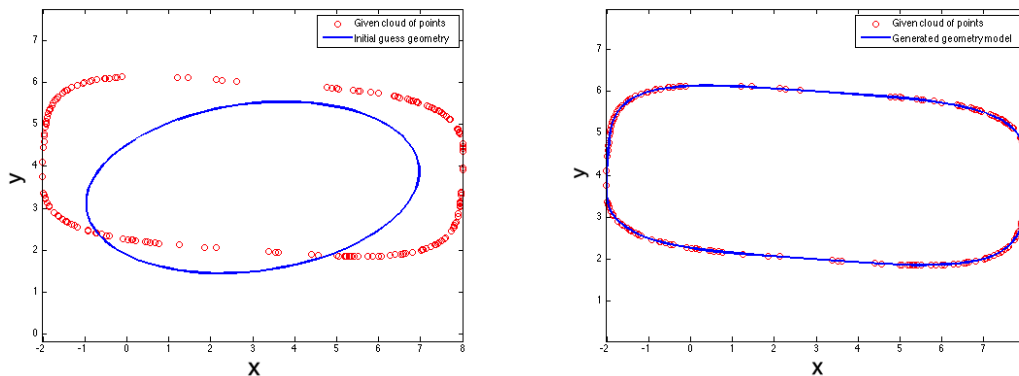 Given cloud of points
Initial guess geometry
7
6
5
4
3
2
1
0
y
-2 -1 0 1 2 3 4 5 6 7 8
x
Given cloud of points
Generated geometry model
7
6
5
4
3
2
1
y
-2 -1 0 1 2 3 4 5 6 7
x